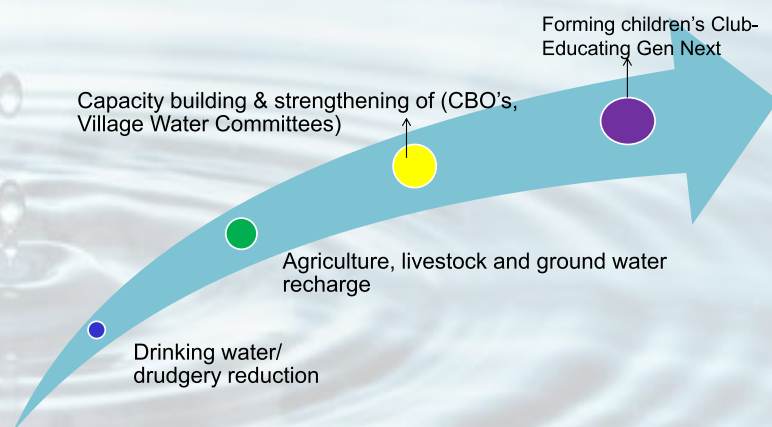 Forming children's Club-
Educating Gen Next
Capacity building & strengthening of (CBO's,
Village Water Committees)
Agriculture, livestock and ground water
recharge
Drinking water/
drudgery reduction